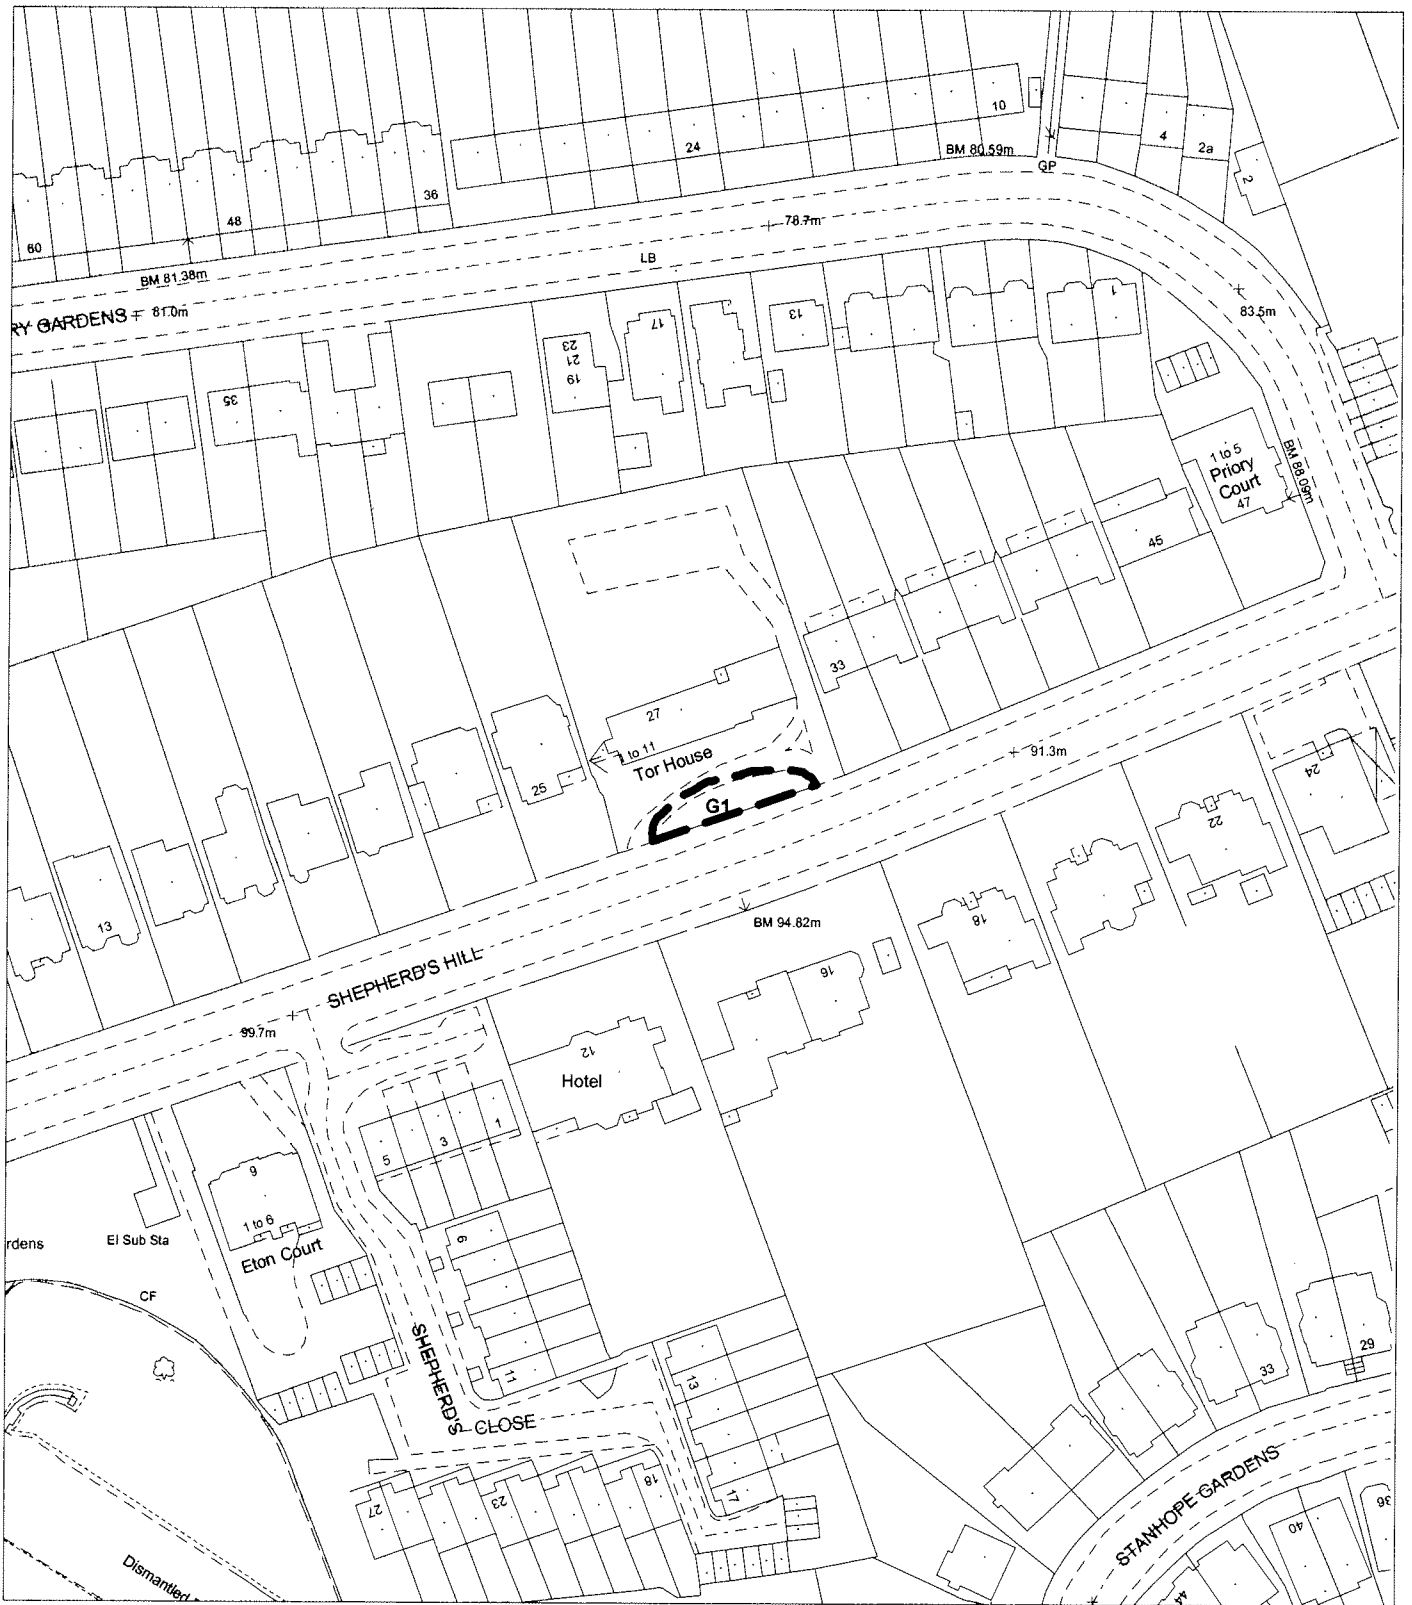 10
24
4
2a
BM 80.59m
GP
2
36
48
60
78.7m
LB
BM 81.38m
RY GARDENS
81.0m
83.5m
1
13
17
23
21
19
35
1 to 5
Priory
Court
47
BM 88.09m
45
33
27
1 to 11
Tor House
91.3m
25
G1
24
22
13
BM 94.82m
18
16
SHEPHERD'S HILL
99.7m
12
Hotel
1
3
5
9
1 to 6
Eton Court
6
rdens
El Sub Sta
CF
SHEPHERD'S
CLOSE
11
13
29
33
18
23
27
17
STANHOPE GARDENS
36
40
44
Dismantled